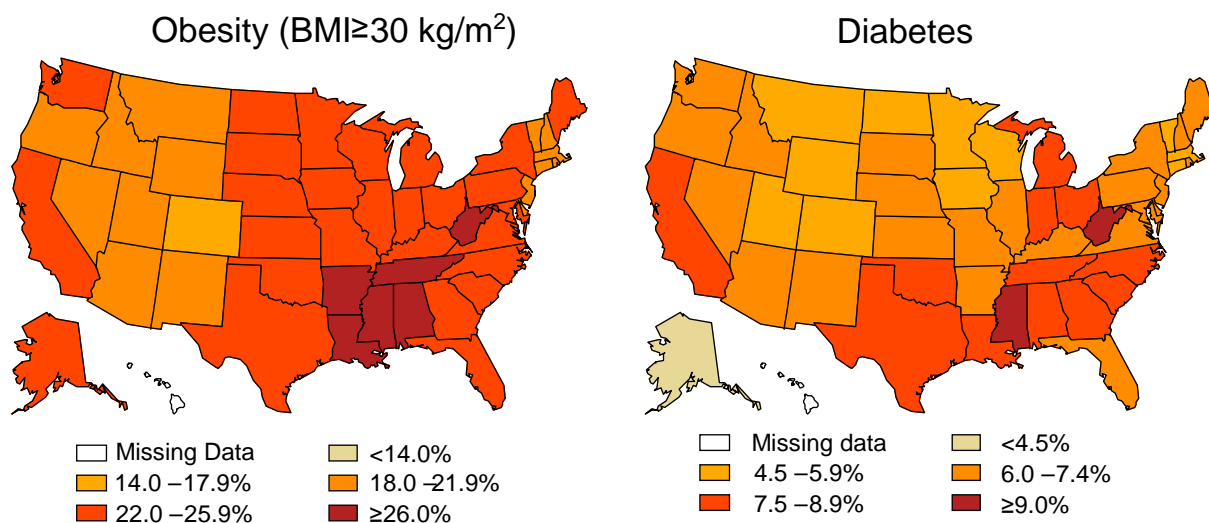 Obesity (BMI≥30 kg/m²)
Diabetes
Missing Data
<14.0%
14.0 –17.9%
18.0 –21.9%
22.0 –25.9%
≥26.0%
Missing data
<4.5%
4.5 –5.9%
6.0 –7.4%
7.5 –8.9%
≥9.0%